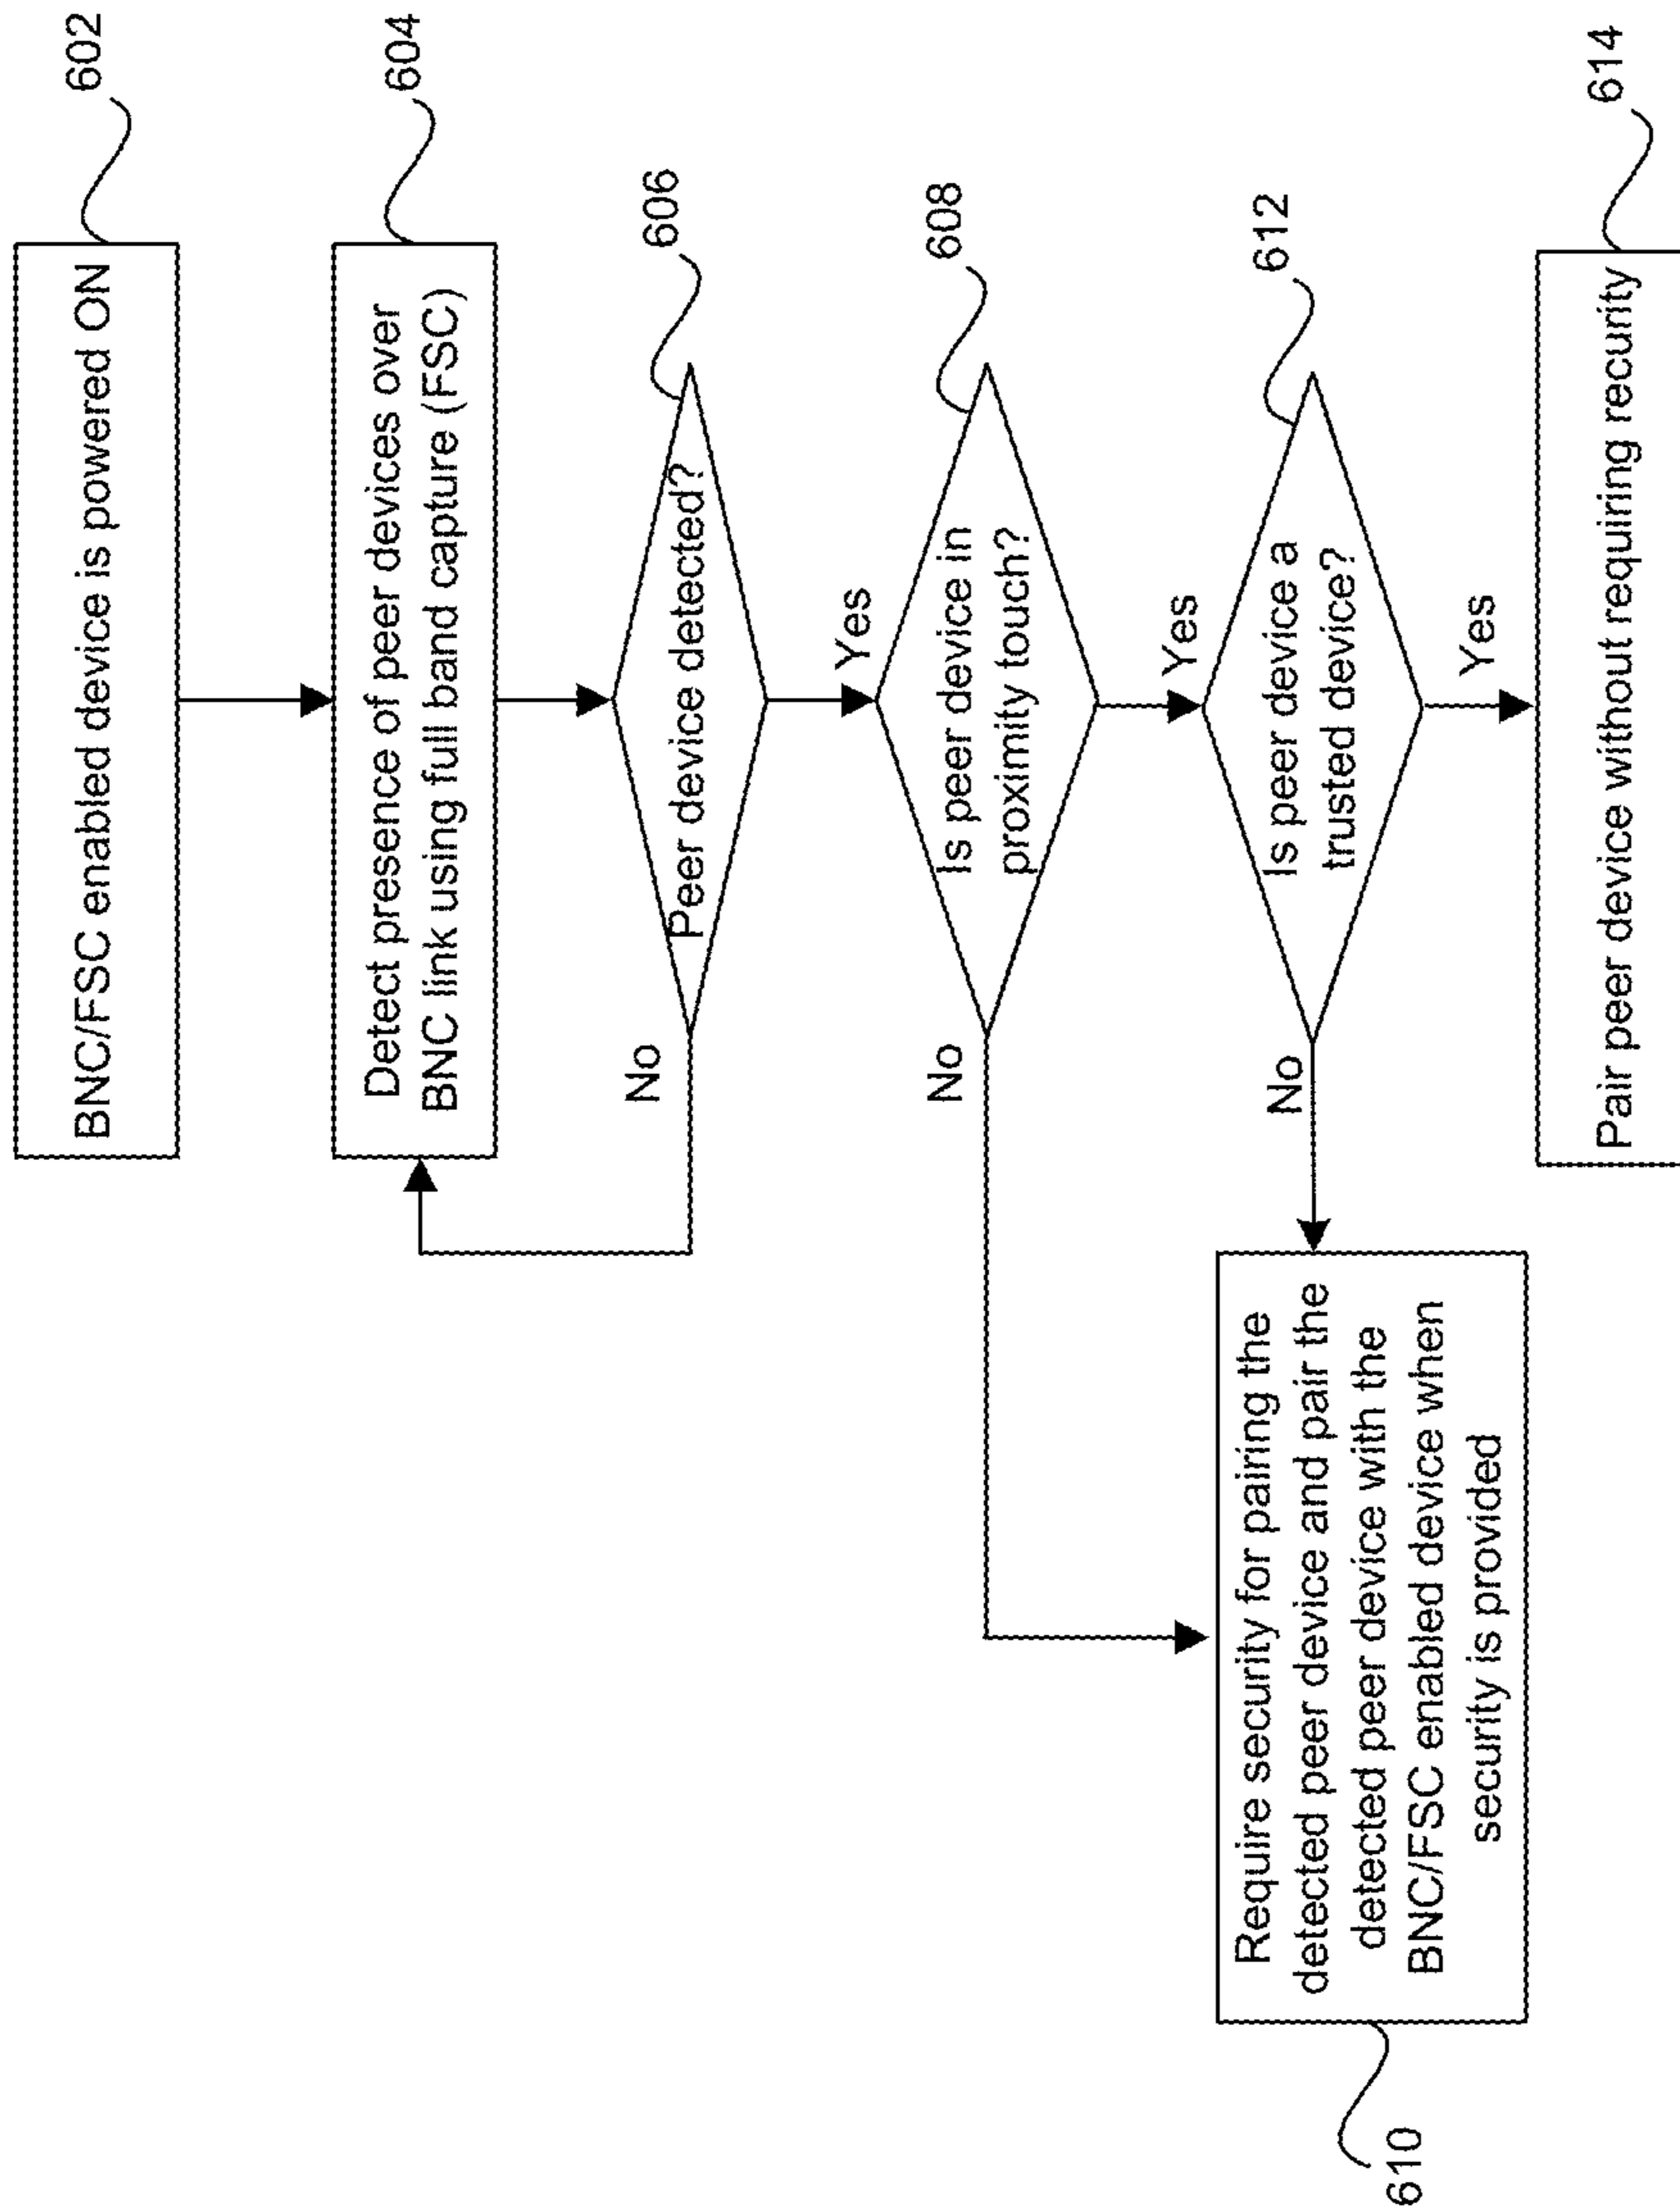 602
BNC/FSC enabled device is powered ON
604
Detect presence of peer devices over
BNC link using full band capture (FSC)
606
Peer device detected?
No
Yes
608
Is peer device in
proximity touch?
No
Yes
612
Is peer device a
trusted device?
No
Yes
610
Require security for pairing the
detected peer device and pair the
detected peer device with the
BNC/FSC enabled device when
security is provided
614
Pair peer device without requiring recurity